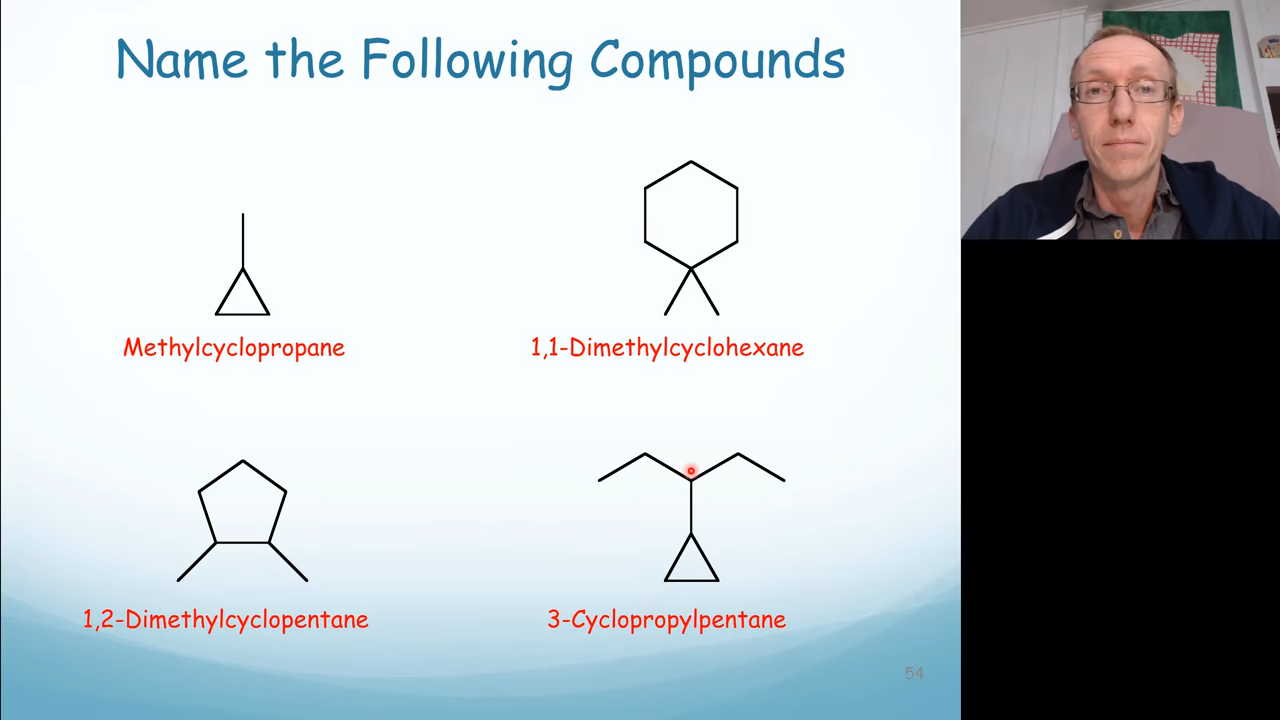 Name the Following Compounds
Methylcyclopropane
1,1-Dimethylcyclohexane
1,2-Dimethylcyclopentane
3-Cyclopropylpentane
54